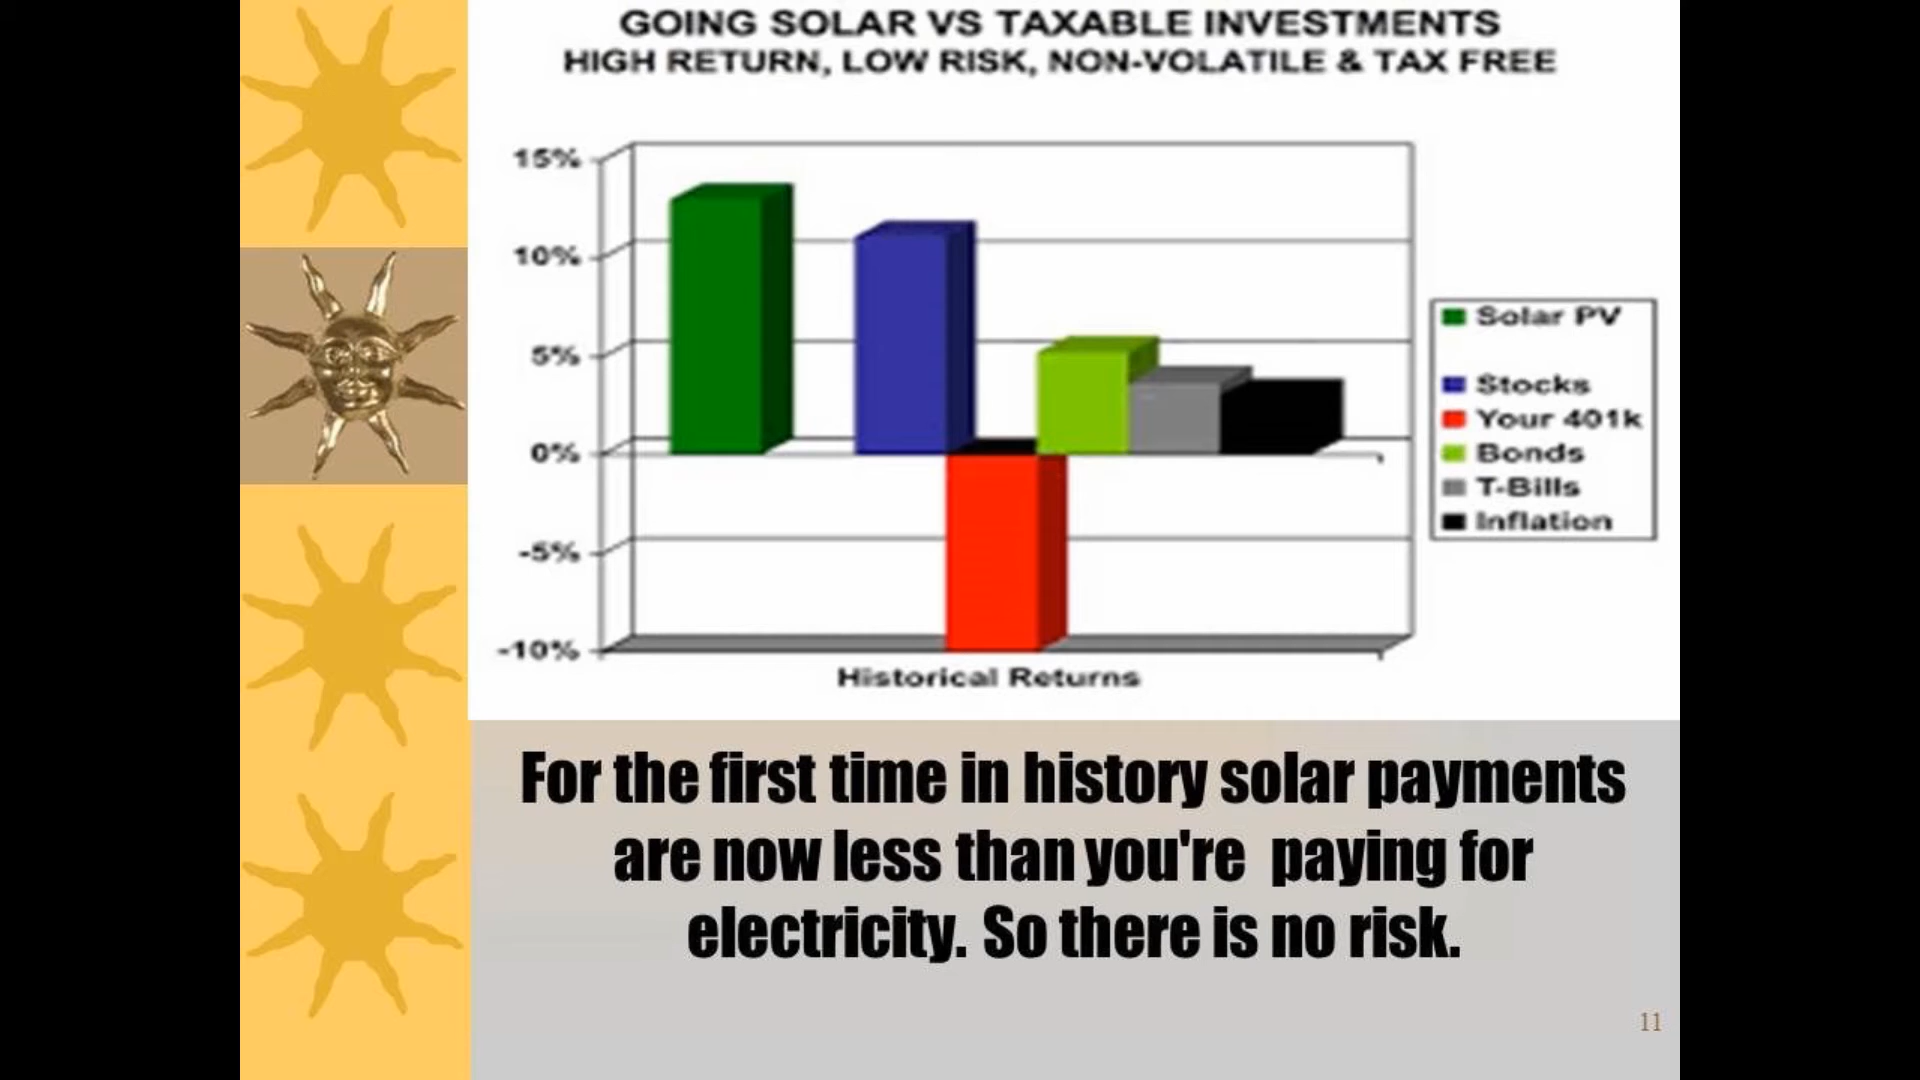 GOING SOLAR VS TAXABLE INVESTMENTS
HIGH RETURN, LOW RISK, NON-VOLATILE & TAX FREE
15%
10%
5%
0%
-5%
-10%
Historical Returns
Solar PV
Stocks
Your 401k
Bonds
T-Bills
Inflation
For the first time in history solar payments
are now less than you're  paying for
electricity. So there is no risk.
11